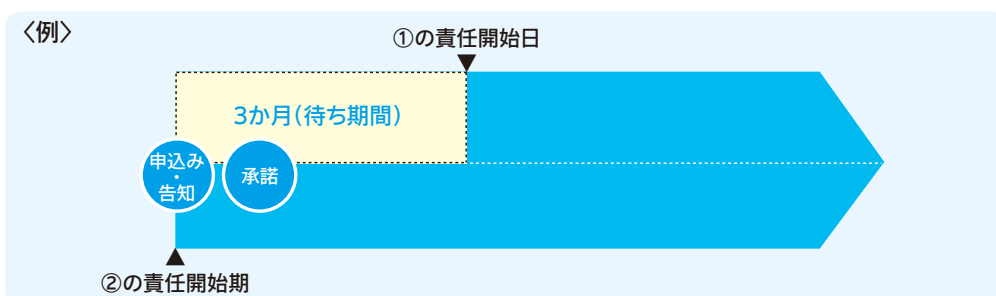 〈例〉
①の責任開始日
3か月(待ち期間)
申込み
・
告知
承諾
②の責任開始期